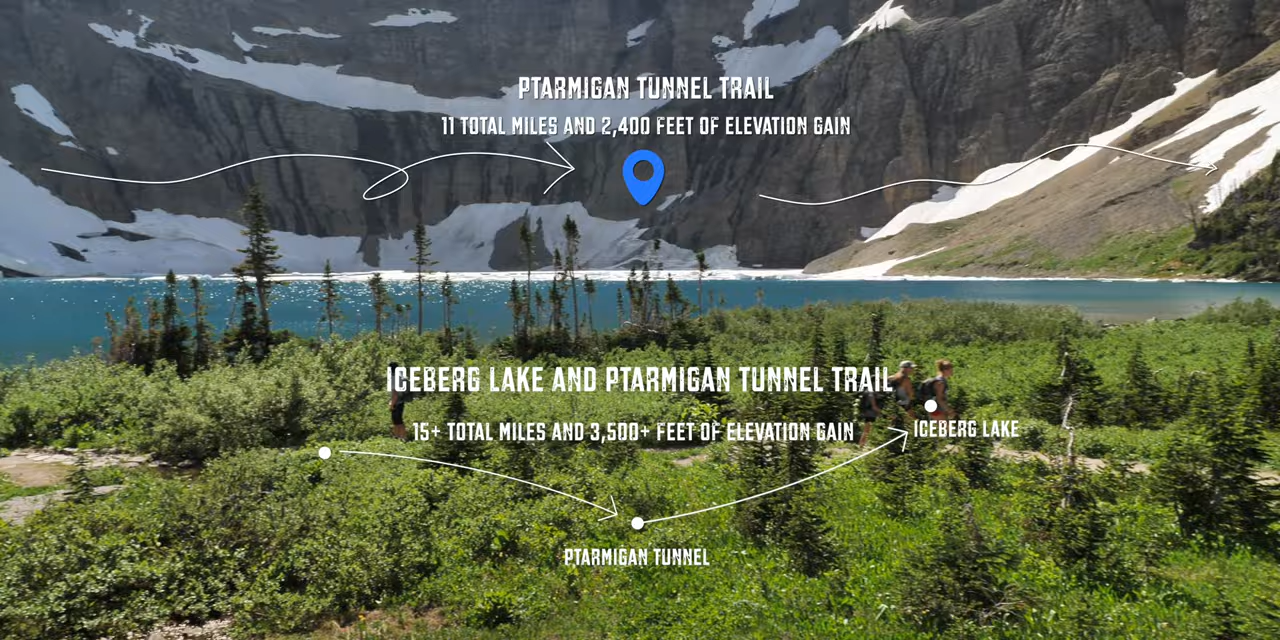 PTARMIGAN TUNNEL TRAIL
11 TOTAL MILES AND 2,400 FEET OF ELEVATION GAIN
ICEBERG LAKE AND PTARMIGAN TUNNEL TRAIL
15+ TOTAL MILES AND 3,500+ FEET OF ELEVATION GAIN
ICEBERG LAKE
PTARMIGAN TUNNEL